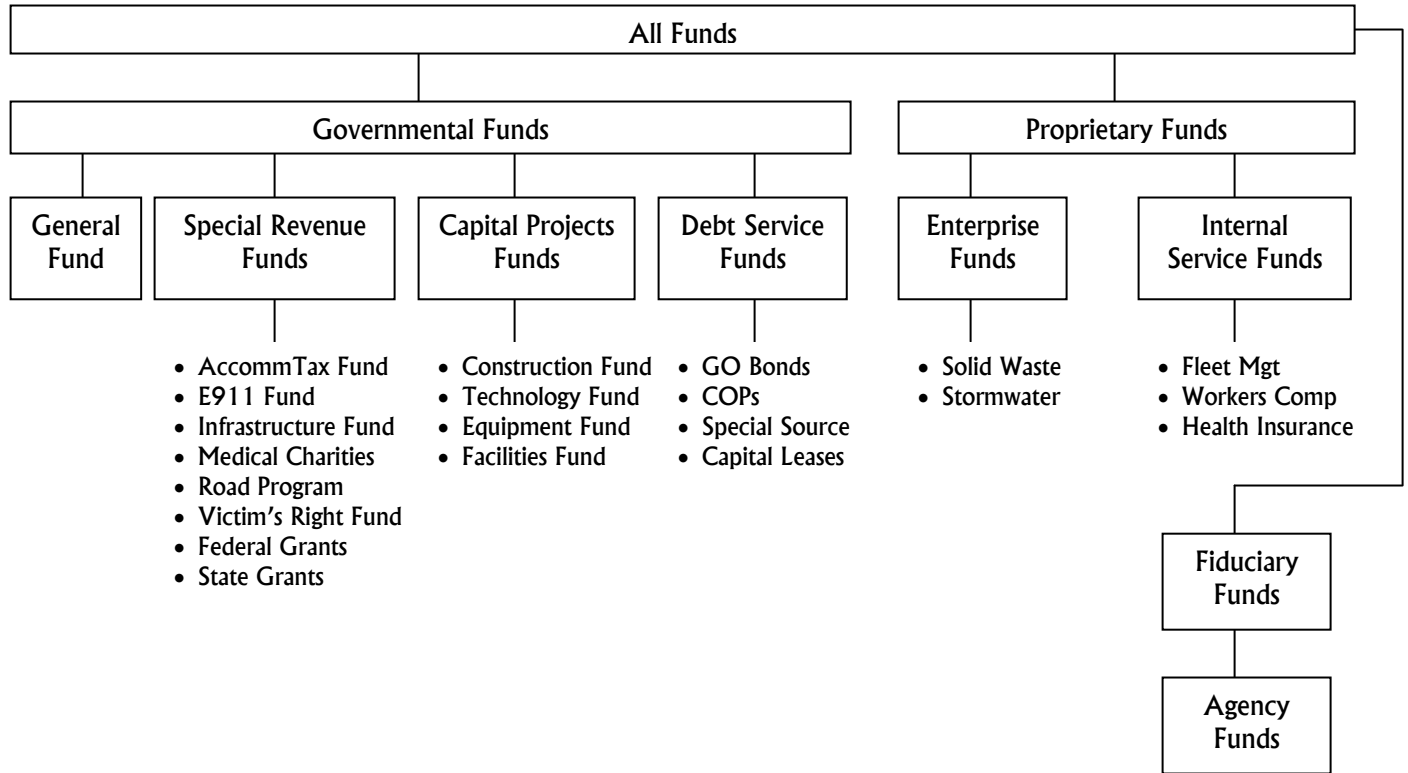 All Funds
Governmental Funds
Proprietary Funds
General
Fund
Special Revenue
Funds
Capital Projects
Funds
Debt Service
Funds
Enterprise
Funds
Internal
Service Funds
• AccommTax Fund
• E911 Fund
• Infrastructure Fund
• Medical Charities
• Road Program
• Victim's Right Fund
• Federal Grants
• State Grants
• Construction Fund
• Technology Fund
• Equipment Fund
• Facilities Fund
• GO Bonds
• COPs
• Special Source
• Capital Leases
• Solid Waste
• Stormwater
• Fleet Mgt
• Workers Comp
• Health Insurance
Fiduciary
Funds
Agency
Funds